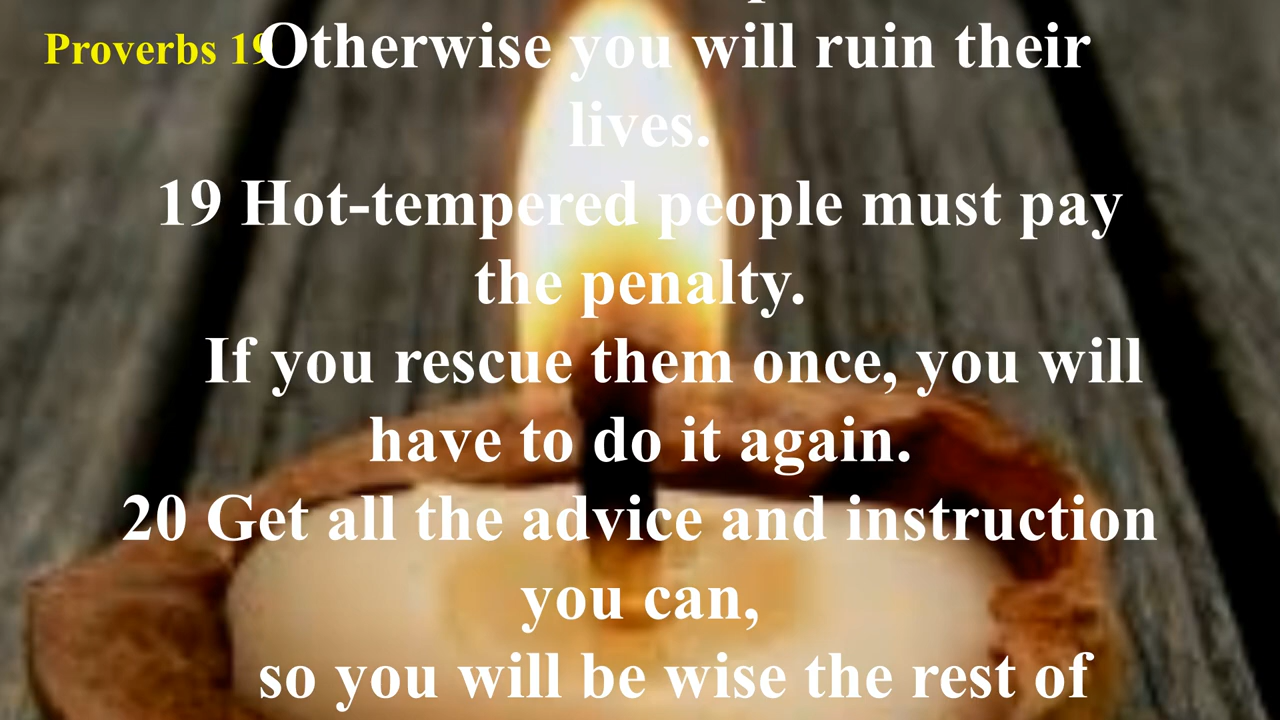 Proverbs 19
Otherwise you will ruin their
lives.
19 Hot-tempered people must pay
the penalty.
If you rescue them once, you will
have to do it again.
20 Get all the advice and instruction
you can,
so you will be wise the rest of